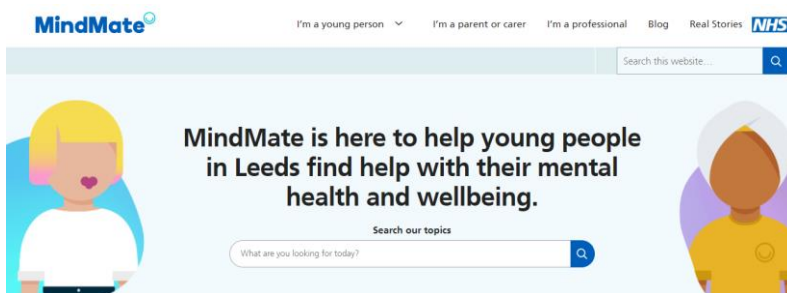 MindMate
I'm a young person
I'm a parent or carer
I'm a professional
Blog
Real Stories
NHS
Search this website...
MindMate is here to help young people
in Leeds find help with their mental
health and wellbeing.
Search our topics
What are you looking for today?